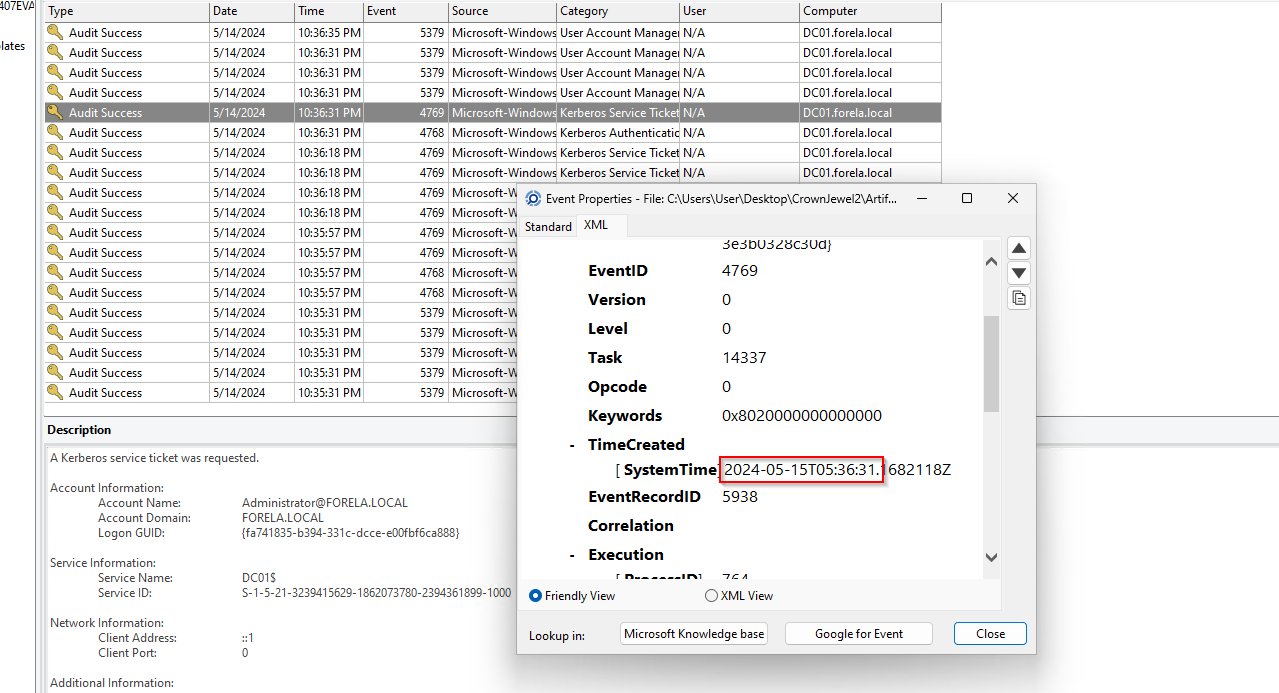 407EVA
lates
Type Date Time Event Source Category User Computer
Audit Success 5/14/2024 10:36:35 PM 5379 Microsoft-Windows User Account Manage N/A DC01.forela.local
Audit Success 5/14/2024 10:36:31 PM 5379 Microsoft-Windows User Account Manage N/A DC01.forela.local
Audit Success 5/14/2024 10:36:31 PM 5379 Microsoft-Windows User Account Manage N/A DC01.forela.local
Audit Success 5/14/2024 10:36:31 PM 5379 Microsoft-Windows User Account Manage N/A DC01.forela.local
Audit Success 5/14/2024 10:36:31 PM 4769 Microsoft-Windows Kerberos Service Ticket N/A DC01.forela.local
Audit Success 5/14/2024 10:36:31 PM 4768 Microsoft-Windows Kerberos Authenticatic N/A DC01.forela.local
Audit Success 5/14/2024 10:36:18 PM 4769 Microsoft-Windows Kerberos Service Ticket N/A DC01.forela.local
Audit Success 5/14/2024 10:36:18 PM 4769 Microsoft-Windows Kerberos Service Ticket N/A DC01.forela.local
Audit Success 5/14/2024 10:36:18 PM 4769 Microsoft-W
Audit Success 5/14/2024 10:36:18 PM 4769 Microsoft-W
Audit Success 5/14/2024 10:35:57 PM 4769 Microsoft-W
Audit Success 5/14/2024 10:35:57 PM 4769 Microsoft-W
Audit Success 5/14/2024 10:35:57 PM 4768 Microsoft-W
Audit Success 5/14/2024 10:35:57 PM 4768 Microsoft-W
Audit Success 5/14/2024 10:35:31 PM 5379 Microsoft-W
Audit Success 5/14/2024 10:35:31 PM 5379 Microsoft-W
Audit Success 5/14/2024 10:35:31 PM 5379 Microsoft-W
Audit Success 5/14/2024 10:35:31 PM 5379 Microsoft-W
Audit Success 5/14/2024 10:35:31 PM 5379 Microsoft-W
Description
A Kerberos service ticket was requested.
Account Information:
Account Name: Administrator@FORELA.LOCAL
Account Domain: FORELA.LOCAL
Logon GUID: {fa741835-b394-331c-dcce-e00fbf6ca888}
Service Information:
Service Name: DC01$
Service ID: S-1-5-21-3239415629-1862073780-2394361899-1000
Network Information:
Client Address: ::1
Client Port: 0
Additional Information:
Event Properties - File: C:\Users\User\Desktop\CrownJewel2\Artif...
Standard XML
3e3b0328c30d}
EventID 4769
Version 0
Level 0
Task 14337
Opcode 0
Keywords 0x8020000000000000
- TimeCreated
[ SystemTime] 2024-05-15T05:36:31.1682118Z
EventRecordID 5938
Correlation
- Execution
[ ProcessID] 764
Friendly View XML View
Lookup in: Microsoft Knowledge base Google for Event Close